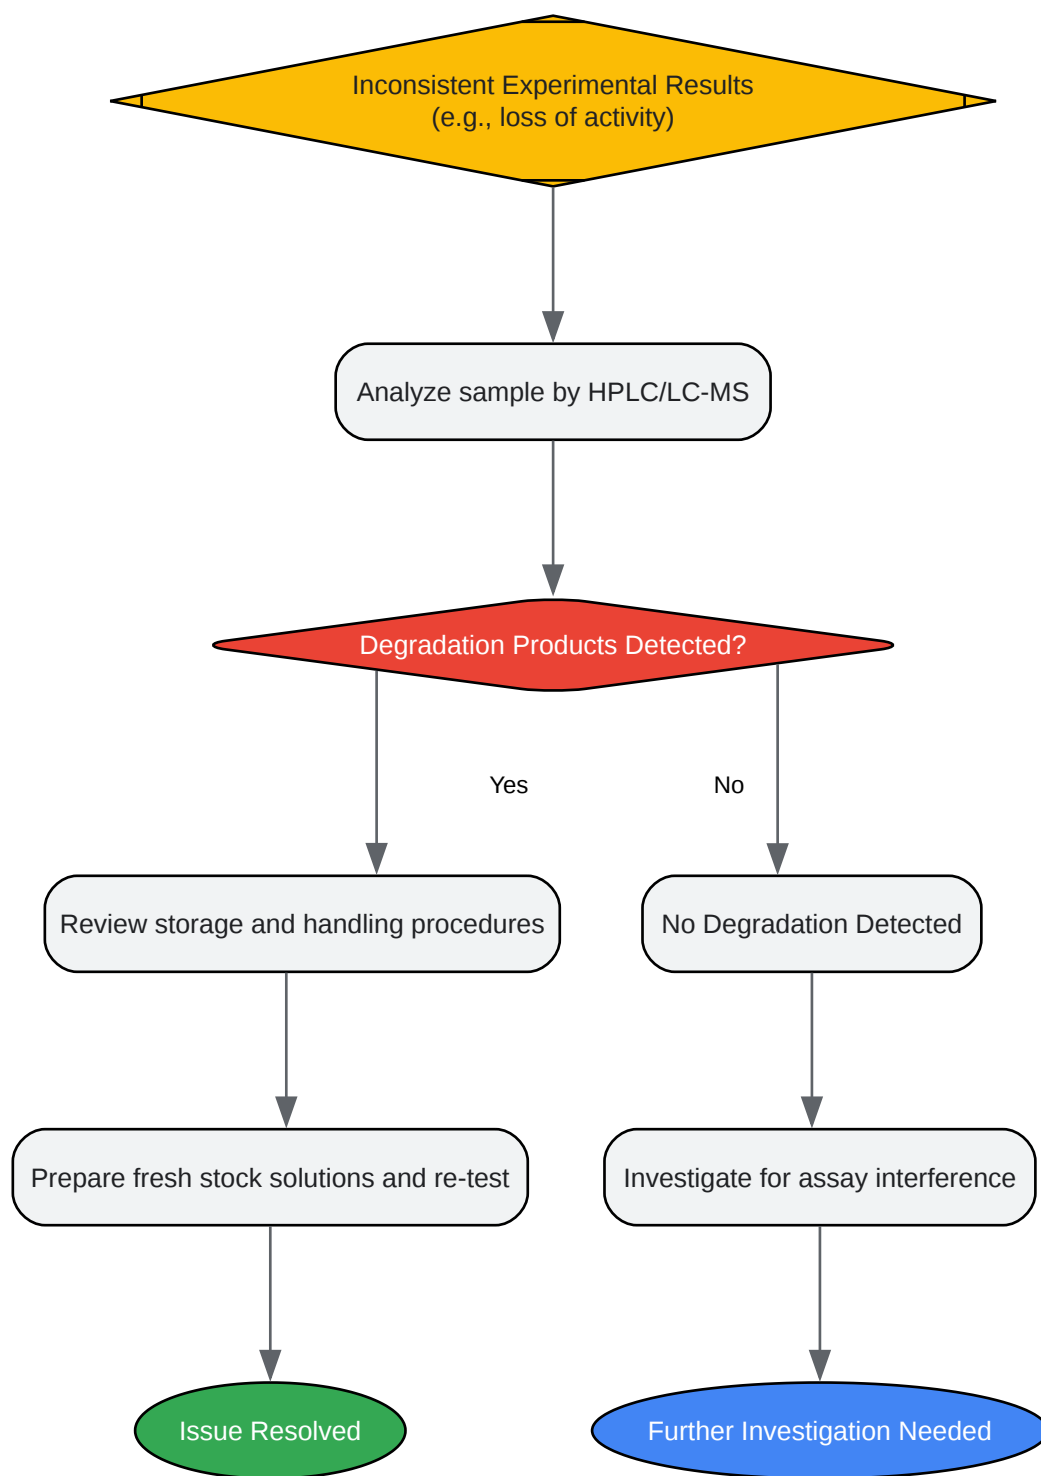 Inconsistent Experimental Results
(e.g., loss of activity)
Analyze sample by HPLC/LC-MS
Degradation Products Detected?
Yes
No
Review storage and handling procedures
No Degradation Detected
Prepare fresh stock solutions and re-test
Investigate for assay interference
Issue Resolved
Further Investigation Needed